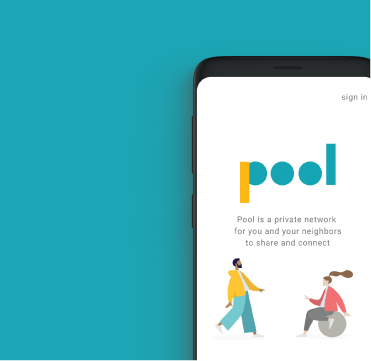 sign in
pool
Pool is a private network
for you and your neighbors
to share and connect